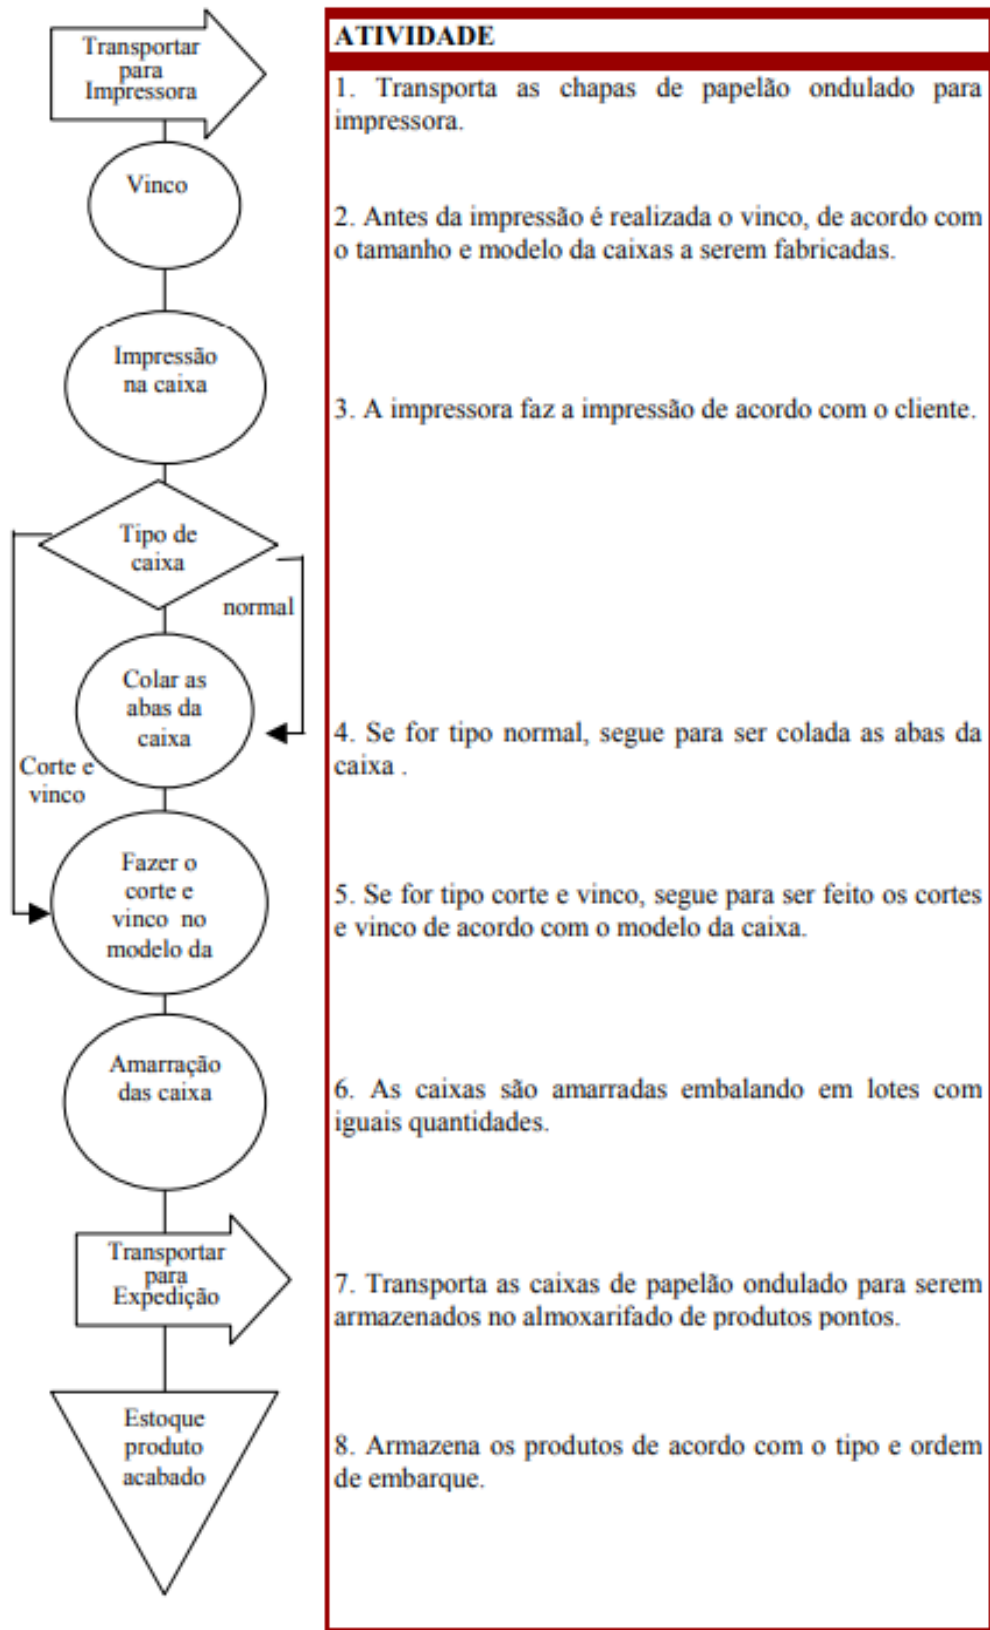 Transportar
para
Impressora
Vinco
Impressão
na caixa
Tipo de
caixa
normal
Colar as
abas da
caixa
Corte e
vinco
Fazer o
corte e
vinco no
modelo da
Amarração
das caixa
Transportar
para
Expedição
Estoque
produto
acabado
ATIVIDADE
1. Transporta as chapas de papelão ondulado para
impressora.
2. Antes da impressão é realizada o vinco, de acordo com
o tamanho e modelo da caixas a serem fabricadas.
3. A impressora faz a impressão de acordo com o cliente.
4. Se for tipo normal, segue para ser colada as abas da
caixa .
5. Se for tipo corte e vinco, segue para ser feito os cortes
e vinco de acordo com o modelo da caixa.
6. As caixas são amarradas embalando em lotes com
iguais quantidades.
7. Transporta as caixas de papelão ondulado para serem
armazenados no almoxarifado de produtos pontos.
8. Armazena os produtos de acordo com o tipo e ordem
de embarque.